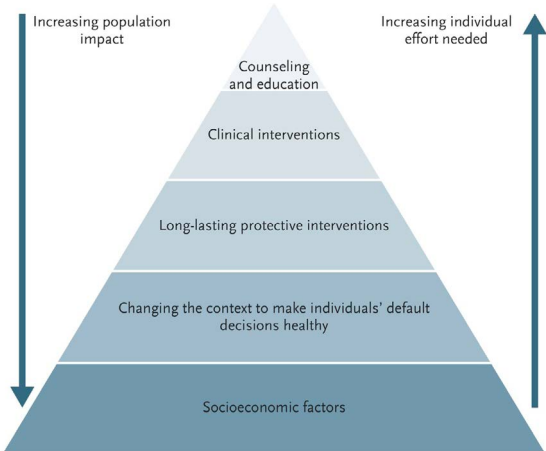 Increasing population
impact
Increasing individual
effort needed
Counseling
and education
Clinical interventions
Long-lasting protective interventions
Changing the context to make individuals’ default
decisions healthy
Socioeconomic factors